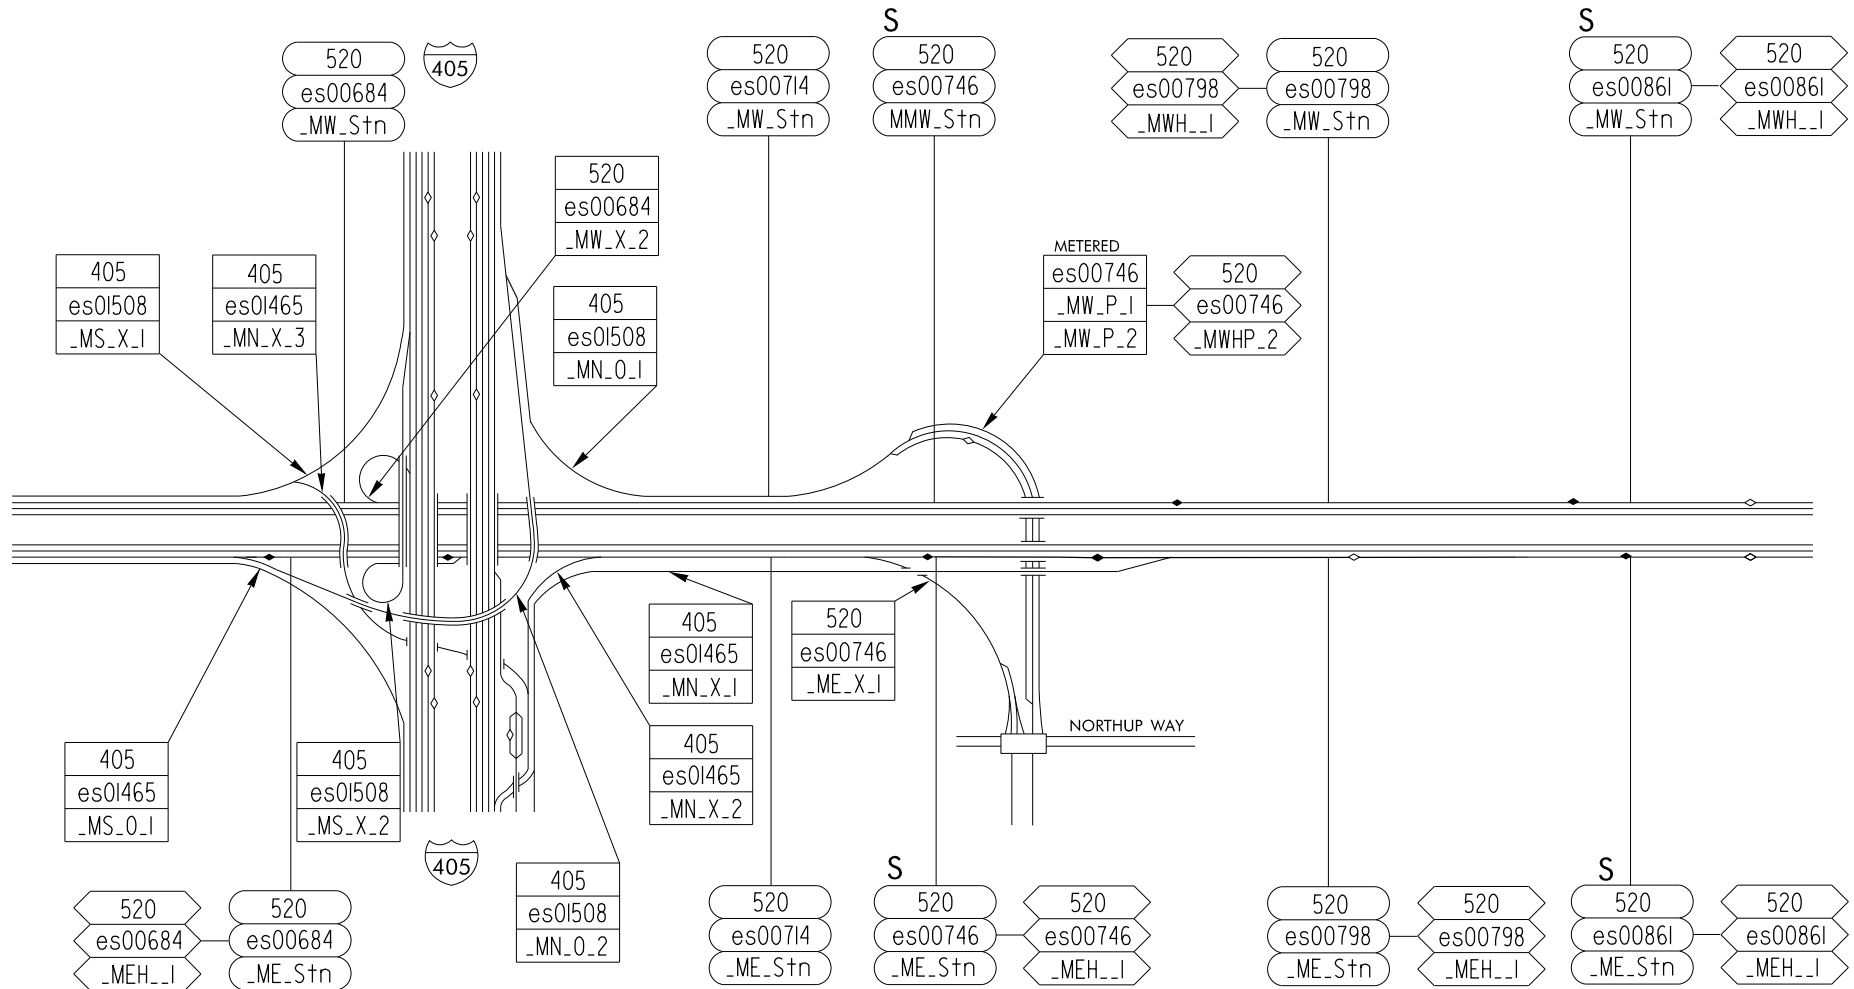 S
S
520
es00684
_MW_Stn
405
520
es00714
_MW_Stn
520
es00746
MMW_Stn
520
es00798
_MWH__1
520
es00798
_MW_Stn
520
es00861
_MW_Stn
520
es00861
_MWH__1
520
es00684
_MW_X_2
405
es01508
_MS_X_1
405
es01465
_MN_X_3
405
es01508
_MN_O_1
METERED
es00746
_MW_P_1
_MW_P_2
520
es00746
_MWHP_2
405
es01465
_MN_X_1
520
es00746
_ME_X_1
NORTHUP WAY
405
es01465
_MS_O_1
405
es01508
_MS_X_2
405
es01465
_MN_X_2
405
405
es01508
_MN_O_2
S
S
520
es00684
_MEH__1
520
es00684
_ME_Stn
520
es00714
_ME_Stn
520
es00746
_ME_Stn
520
es00746
_MEH__1
520
es00798
_ME_Stn
520
es00798
_MEH__1
520
es00861
_ME_Stn
520
es00861
_MEH__1